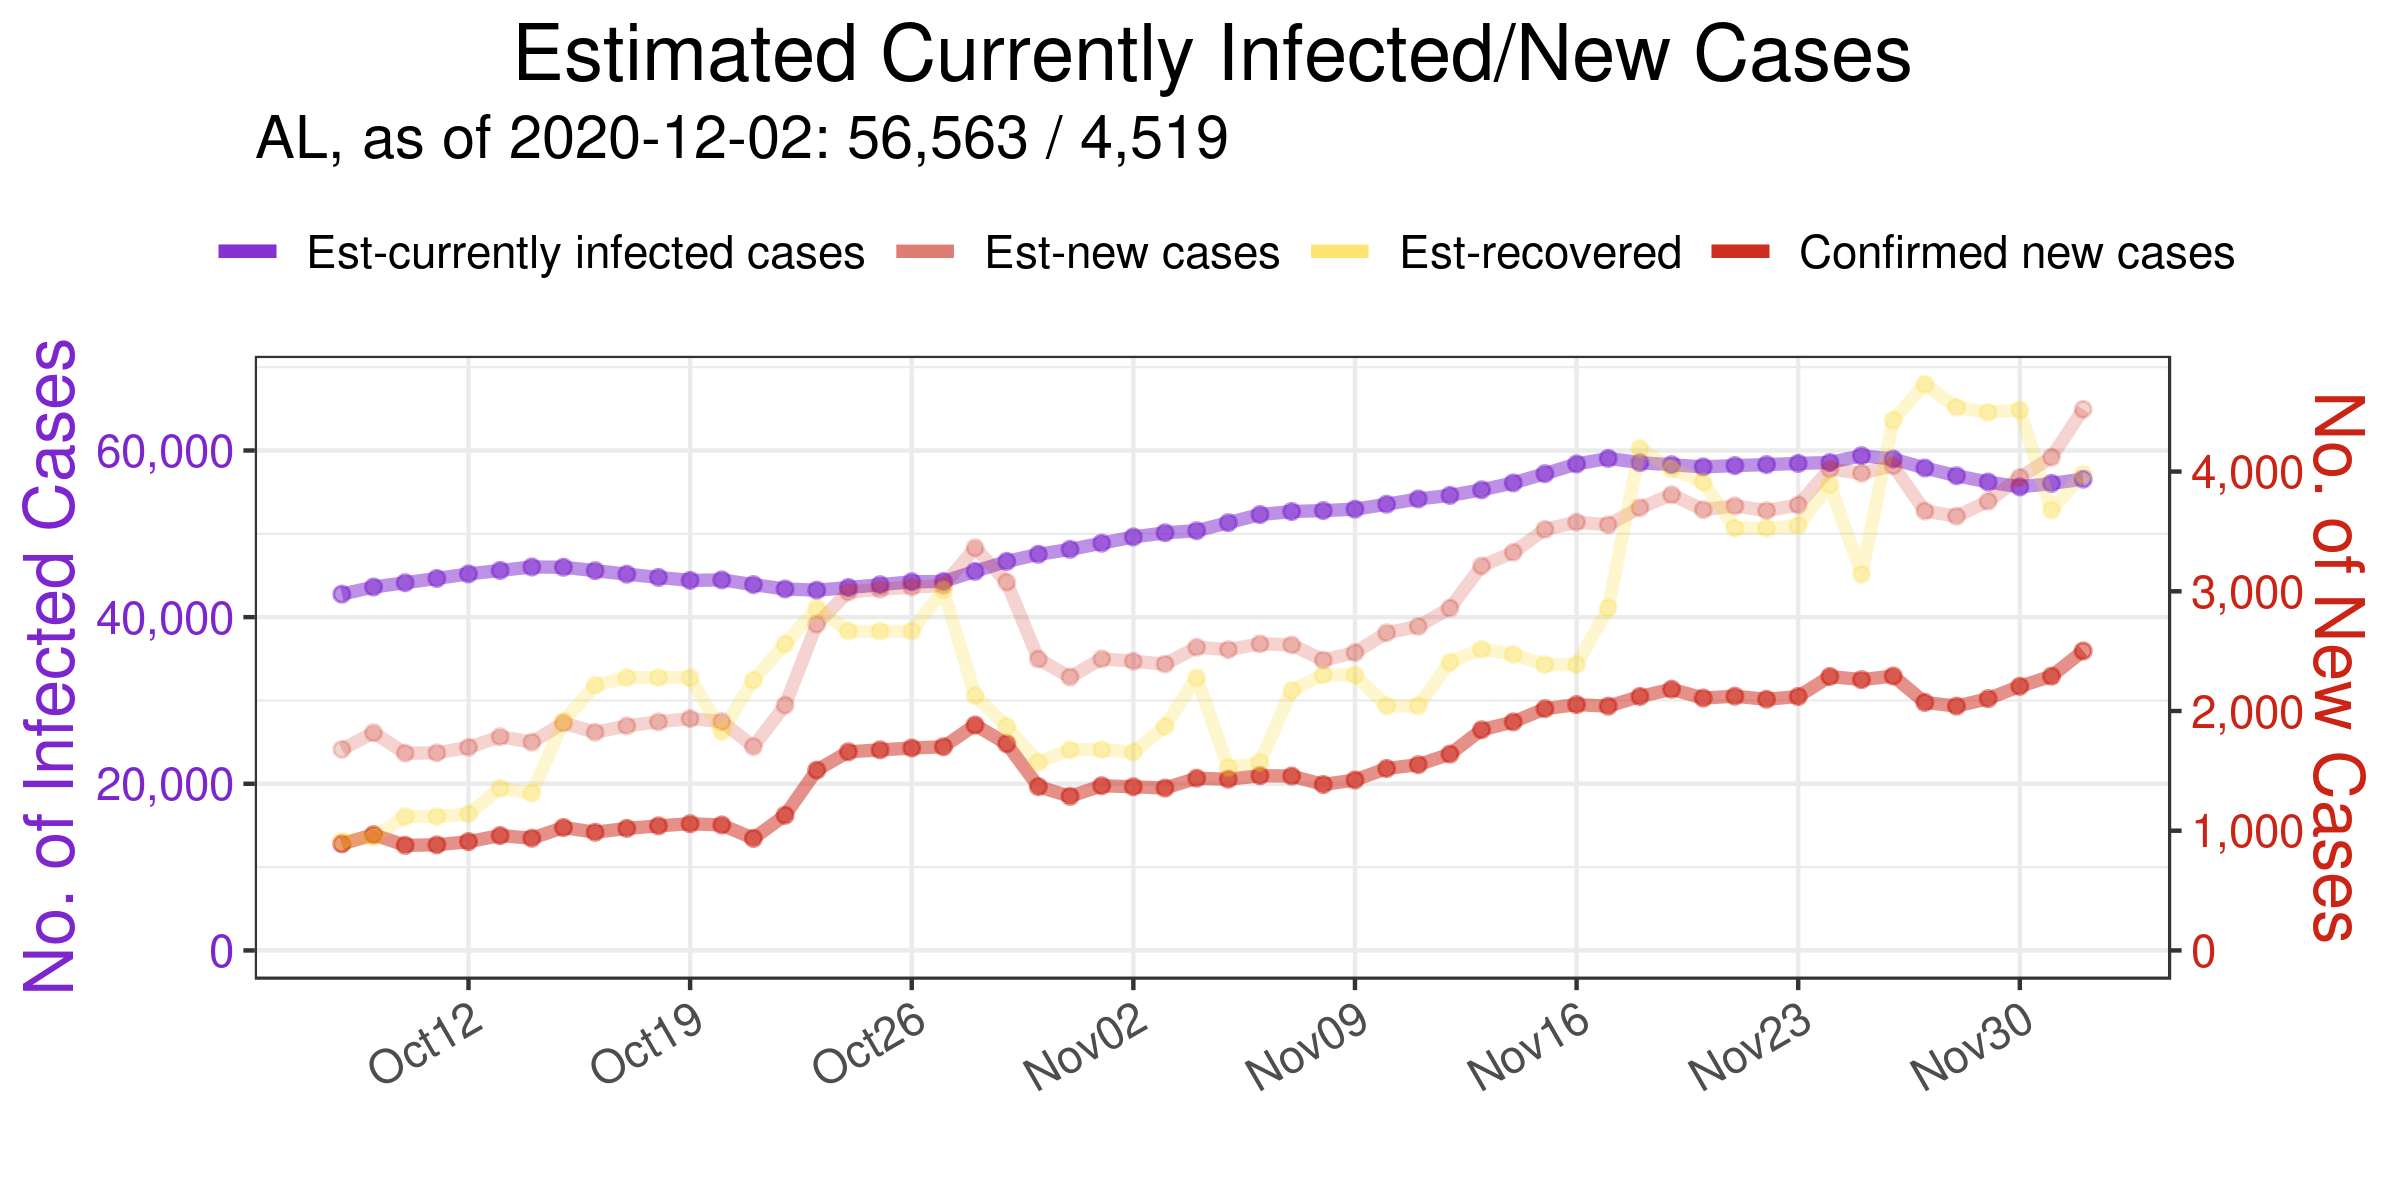 Estimated Currently Infected/New Cases
AL, as of 2020-12-02: 56,563 / 4,519
Est-currently infected cases Est-new cases Est-recovered Confirmed new cases
No. of Infected Cases
60,000
40,000
20,000
0
4,000
3,000
2,000
1,000
0
No. of New Cases
Oct12 Oct19 Oct26 Nov02 Nov09 Nov16 Nov23 Nov30